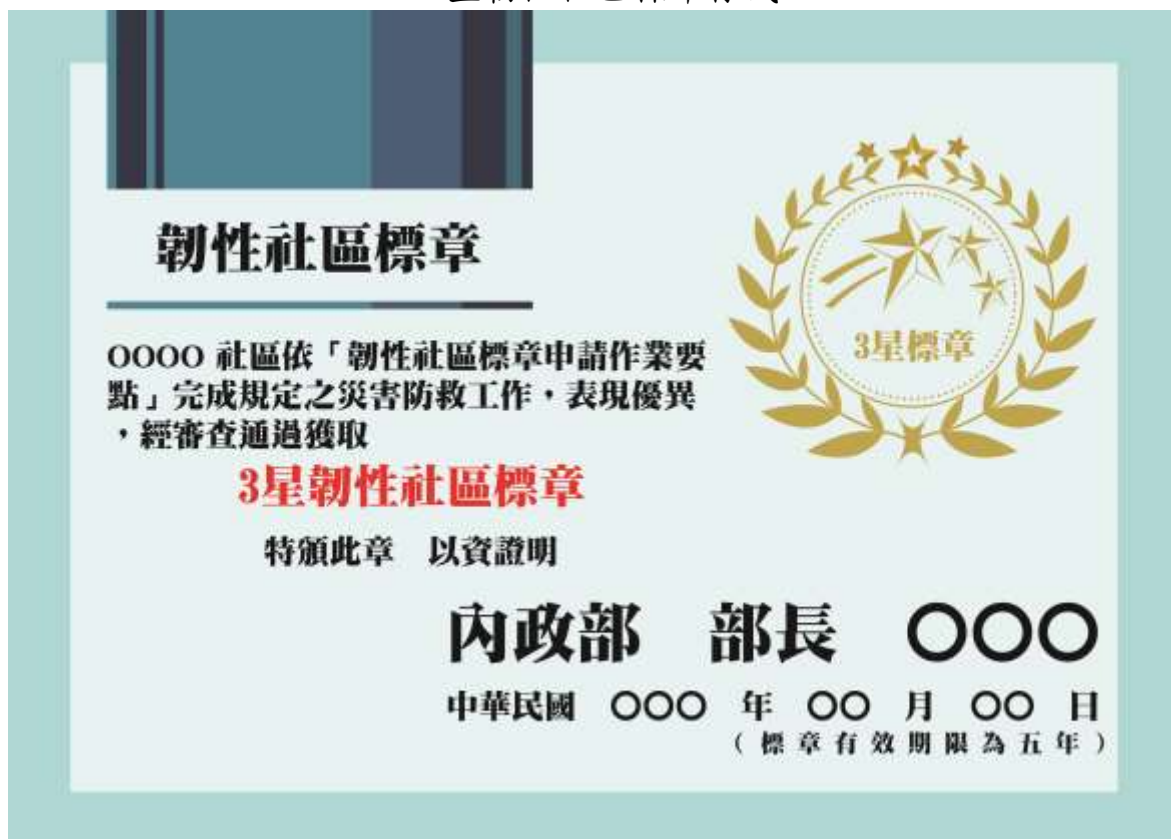 韌性社區標章
3星標章
OOOO 社區依「韌性社區標章申請作業要
點」完成規定之災害防救工作，表現優異
，經審查通過獲取
3星韌性社區標章
特頒此章　以資證明
內政部　部長　〇〇〇
中華民國　〇〇〇　年　〇〇　月　〇〇　日
（標章有效期限為五年）